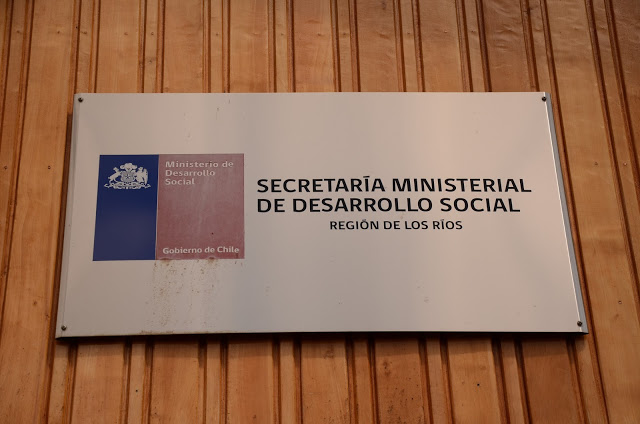 Ministerio de
Desarrollo
Social
Gobierno de Chile
SECRETARÍA MINISTERIAL
DE DESARROLLO SOCIAL
REGIÓN DE LOS RÍOS